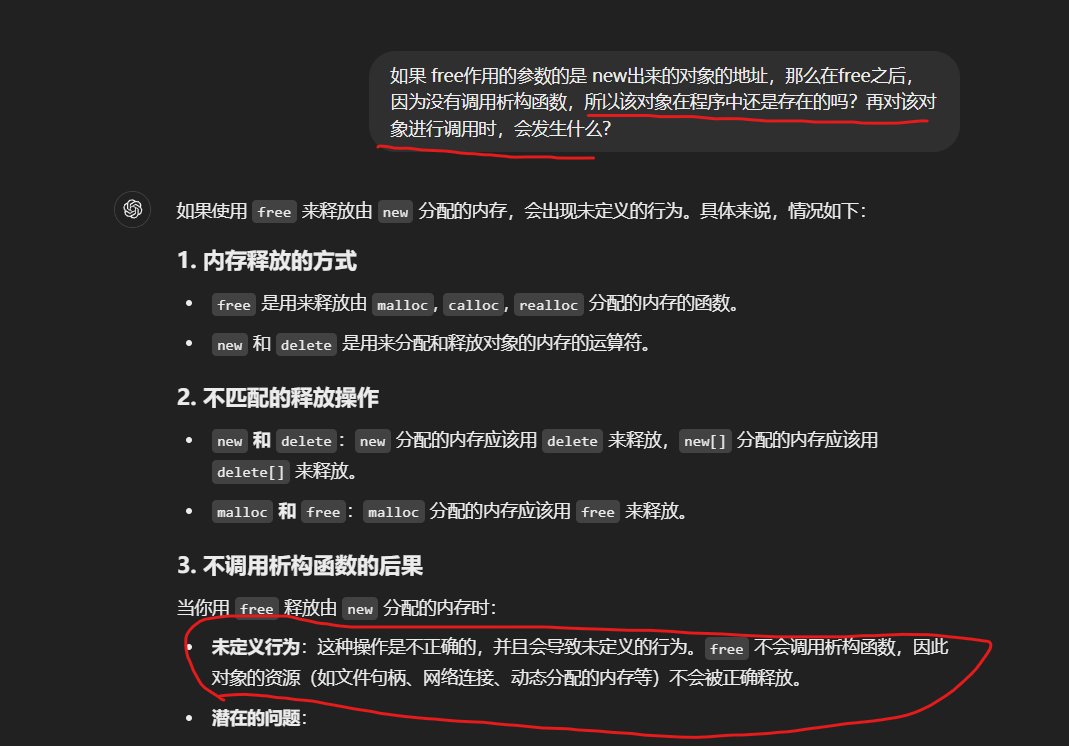 如果 free作用的参数的是 new出来的对象的地址，那么在free之后，
因为没有调用析构函数，所以该对象在程序中还是存在的吗？再对该对
象进行调用时，会发生什么？
如果使用 free 来释放由 new 分配的内存，会出现未定义的行为。具体来说，情况如下：
1. 内存释放的方式
• free 是用来释放由 malloc, calloc, realloc 分配的内存的函数。
• new 和 delete 是用来分配和释放对象的内存的运算符。
2. 不匹配的释放操作
• new 和 delete：new 分配的内存应该用 delete 来释放，new[] 分配的内存应该用
delete[] 来释放。
• malloc 和 free：malloc 分配的内存应该用 free 来释放。
3. 不调用析构函数的后果
当你用 free 释放由 new 分配的内存时：
• 未定义行为：这种操作是不正确的，并且会导致未定义的行为。free 不会调用析构函数，因此
对象的资源（如文件句柄、网络连接、动态分配的内存等）不会被正确释放。
• 潜在的问题：